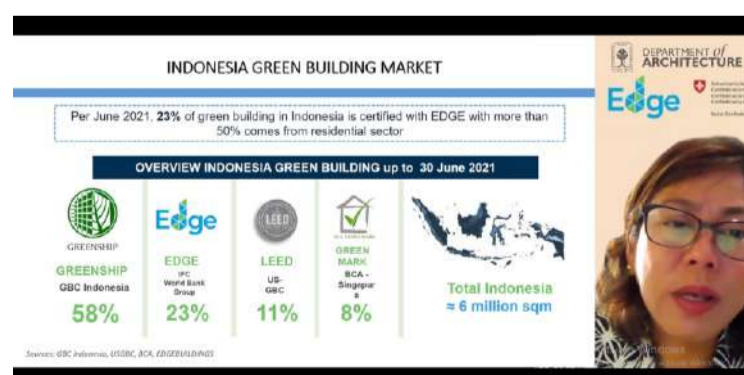 INDONESIA GREEN BUILDING MARKET
Per June 2021, 23% of green building in Indonesia is certified with EDGE with more than
50% comes from residential sector
OVERVIEW INDONESIA GREEN BUILDING up to 30 June 2021
GREENSHIP
GREENSHIP
GBC Indonesia
58%
Edge
EDGE
IFC
World Bank
Group
23%
LEED
LEED
US-
GBC
11%
GREEN
MARK
BCA -
Singapur
a
8%
Total Indonesia
≈ 6 million sqm
Sources: GBC Indonesia, USGBC, BCA, EDGEBUILDINGS
DEPARTMENT of
ARCHITECTURE
Edge
Windows